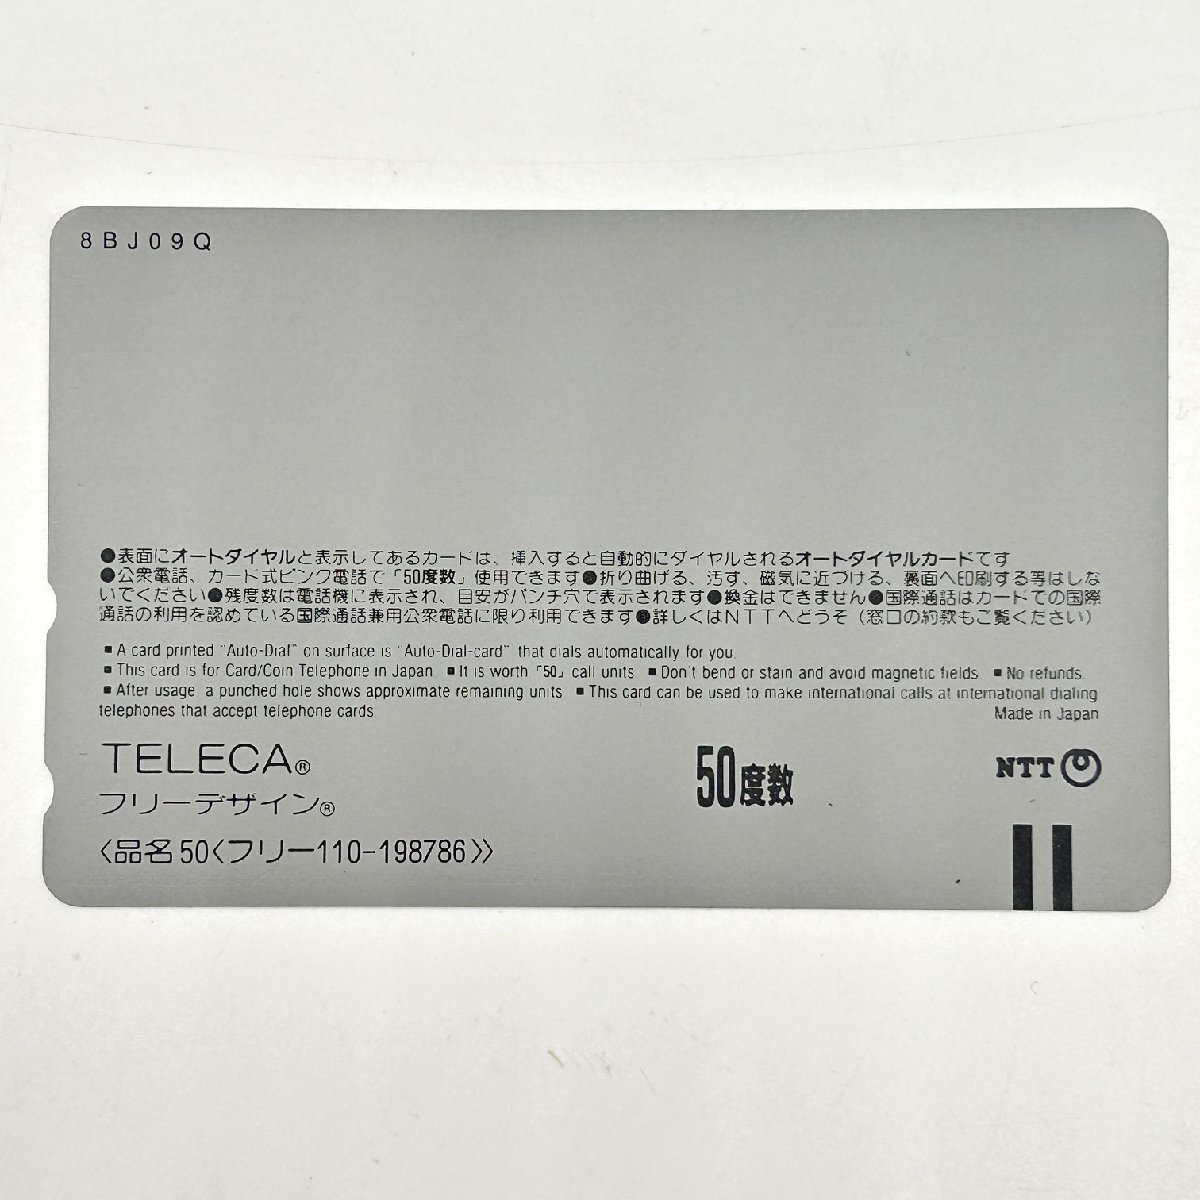 8BJ09Q
●表面にオートダイヤルと表示してあるカードは、挿入すると自動的にダイヤルされるオートダイヤルカードです
●公衆電話、カード式ピンク電話で「50度数」使用できます●折り曲げる、汚す、磁気に近づける、裏面へ印刷する等はしな
いでください●残度数は電話機に表示され、目安がパンチ穴で表示されます●換金はできません●国際通話はカードでの国際
通話の利用を認めている国際通話兼用公衆電話に限り利用できます●詳しくはNTTへどうぞ（窓口の約款もご覧ください）
■A card printed "Auto-Dial" on surface is "Auto-Dial-card" that dials automatically for you.
■This card is for Card/Coin Telephone in Japan ■It is worth「50」call units ■Don't bend or stain and avoid magnetic fields ■No refunds.
■After usage a punched hole shows approximate remaining units ■This card can be used to make international calls at international dialing
telephones that accept telephone cards.
Made in Japan
TELECA®
フリーデザイン®
50度数
NTT
〈品名50〈フリー110-198786〉〉